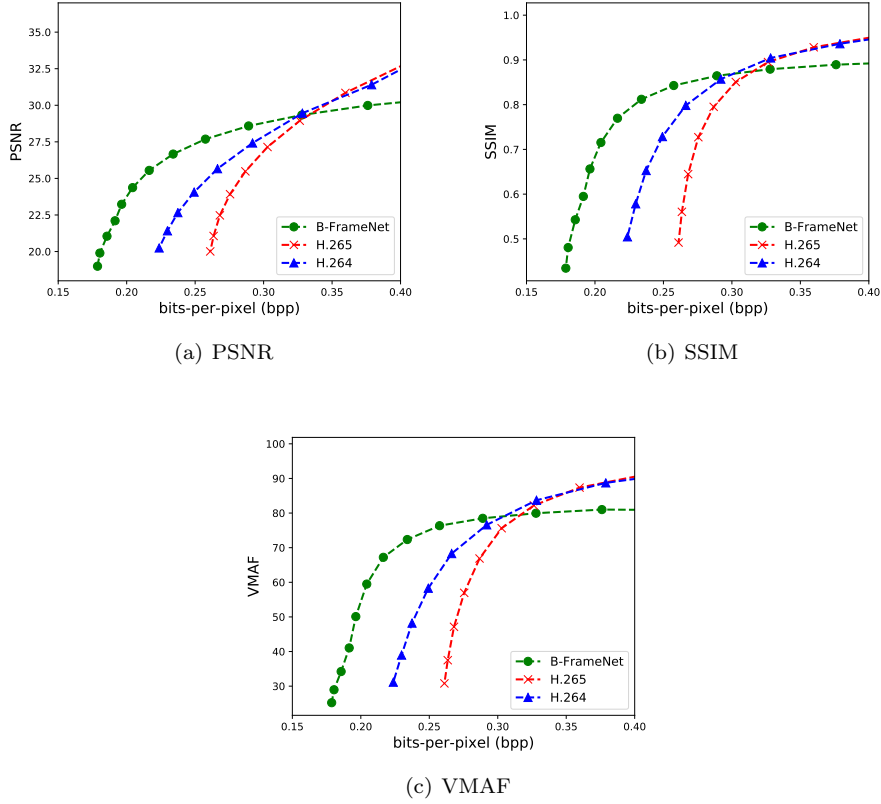 35.0
32.5
30.0
27.5
25.0
22.5
20.0
PSNR
B-FrameNet
H.265
H.264
0.15 0.20 0.25 0.30 0.35 0.40
bits-per-pixel (bpp)
(a) PSNR
1.0
0.9
0.8
0.7
0.6
0.5
SSIM
B-FrameNet
H.265
H.264
0.15 0.20 0.25 0.30 0.35 0.40
bits-per-pixel (bpp)
(b) SSIM
100
90
80
70
60
50
40
30
VMAF
B-FrameNet
H.265
H.264
0.15 0.20 0.25 0.30 0.35 0.40
bits-per-pixel (bpp)
(c) VMAF